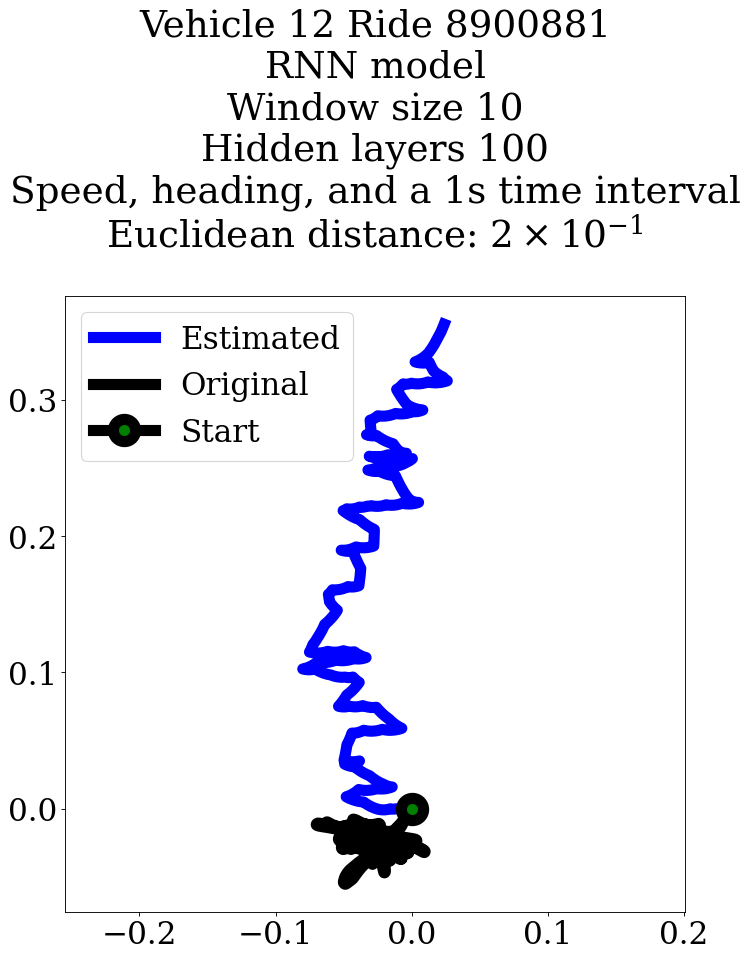 Vehicle 12 Ride 8900881
RNN model
Window size 10
Hidden layers 100
Speed, heading, and a 1s time interval
Euclidean distance: 2 × 10⁻¹
Estimated
Original
Start
0.3
0.2
0.1
0.0
−0.2 −0.1 0.0 0.1 0.2